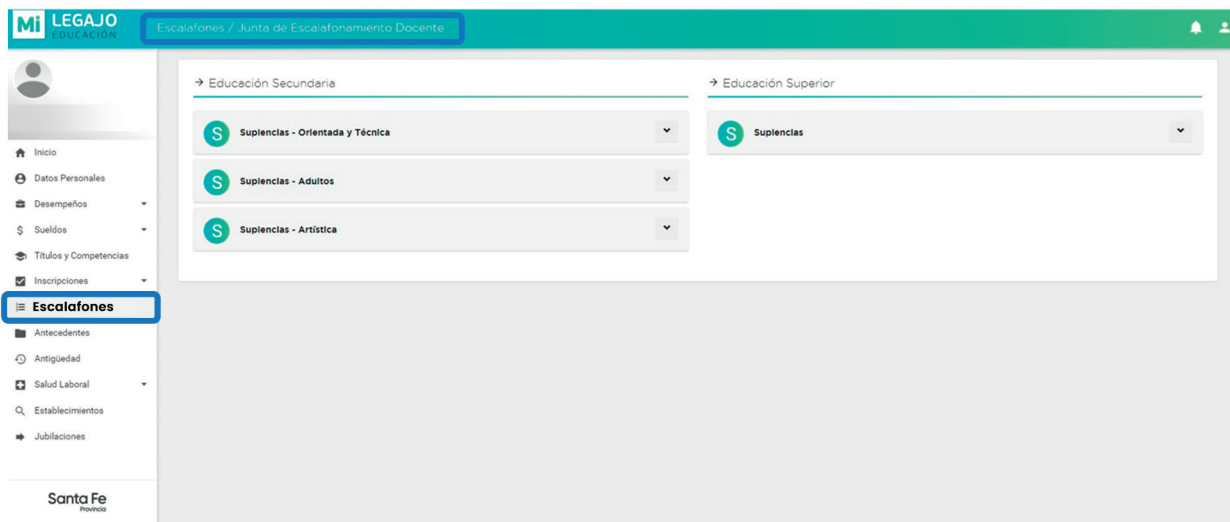 Mi LEGAJO
EDUCACIÓN
Escalafones / Junta de Escalafonamiento Docente
Inicio
Datos Personales
Desempeños
Sueldos
Títulos y Competencias
Inscripciones
Escalafones
Antecedentes
Antigüedad
Salud Laboral
Establecimientos
Jubilaciones
Santa Fe
Provincia
→ Educación Secundaria
S Suplencias - Orientada y Técnica
S Suplencias - Adultos
S Suplencias - Artística
→ Educación Superior
S Suplencias